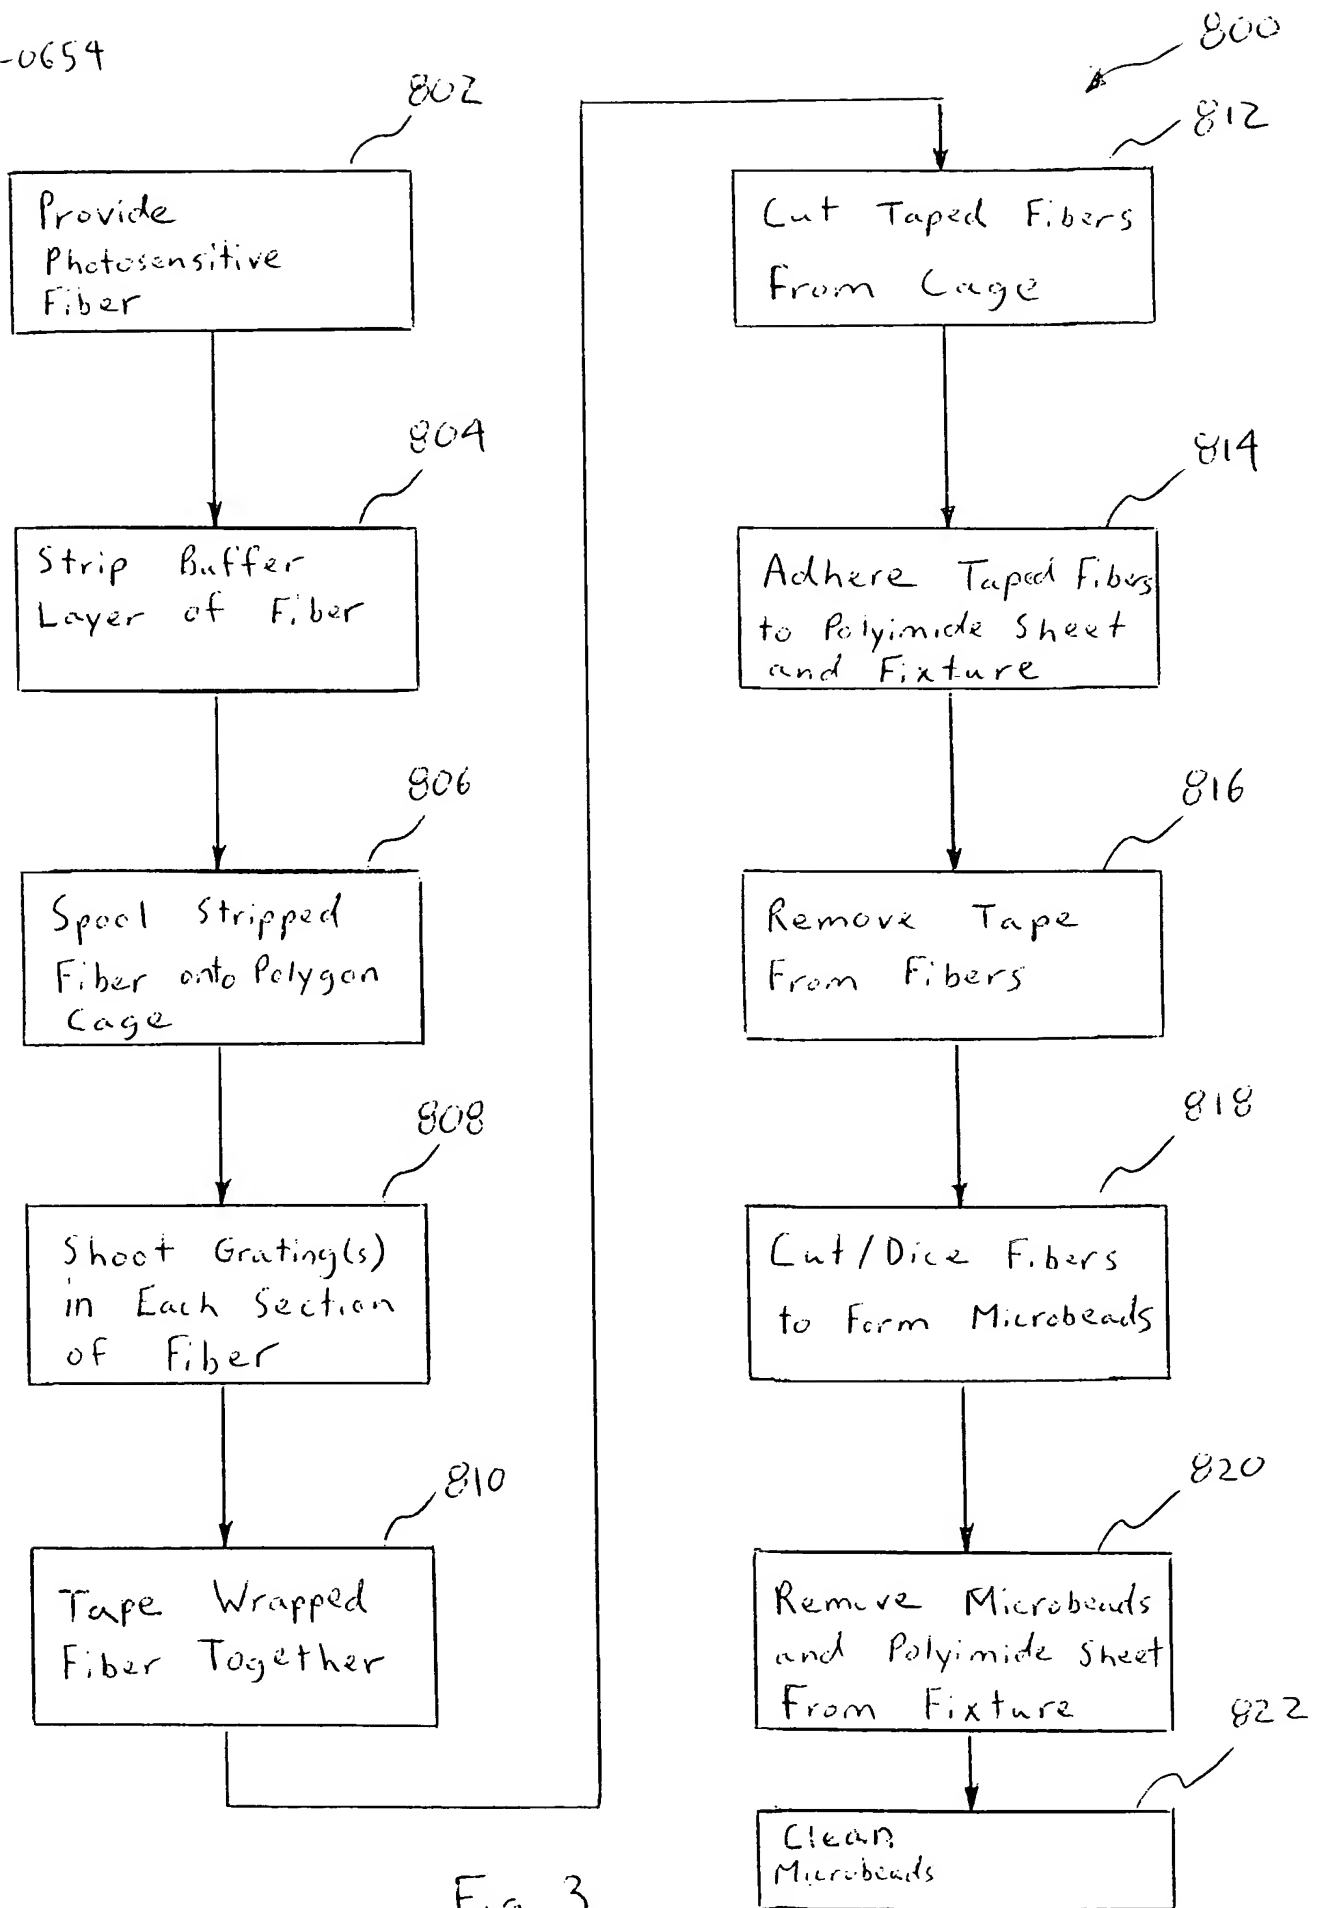 -0654
800
802
Provide
Photosensitive
Fiber
804
Strip Buffer
Layer of Fiber
806
Spool Stripped
Fiber onto Polygon
Cage
808
Shoot Grating(s)
in Each Section
of Fiber
810
Tape Wrapped
Fiber Together
812
Cut Taped Fibers
From Cage
814
Adhere Taped Fibers
to Polyimide Sheet
and Fixture
816
Remove Tape
From Fibers
818
Cut/Dice Fibers
to Form Microbeads
820
Remove Microbeads
and Polyimide Sheet
From Fixture
822
Clean
Microbeads
Fig. 3